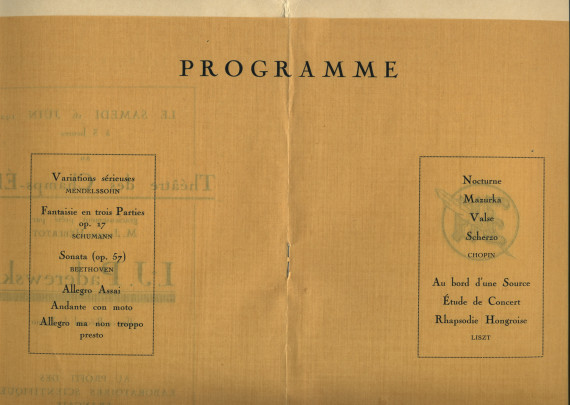 PROGRAMME
Variations sérieuses
MENDELSSOHN
Fantaisie en trois Parties
op. 17
SCHUMANN
Sonata (op. 57)
BEETHOVEN
Allegro Assai
Andante con moto
Allegro ma non troppo
presto
Nocturne
Mazurka
Valse
Scherzo
CHOPIN
Au bord d'une Source
Étude de Concert
Rhapsodie Hongroise
LISZT